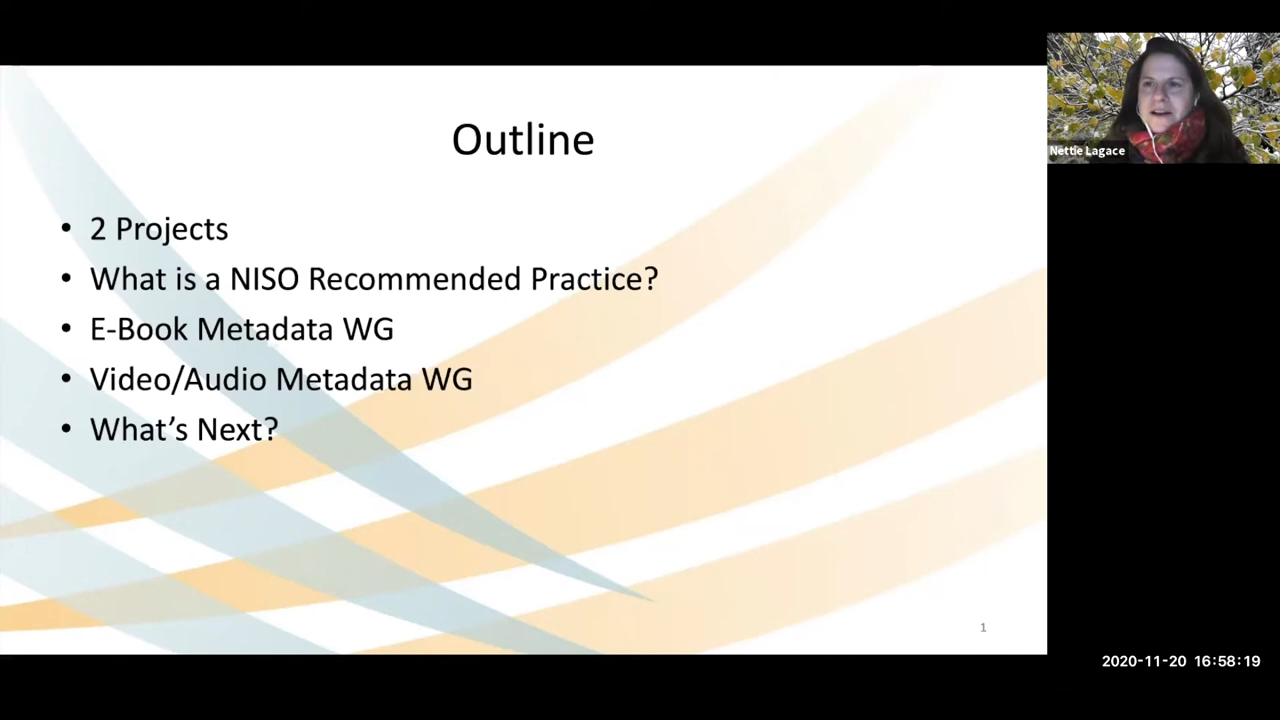 Outline
• 2 Projects
• What is a NISO Recommended Practice?
• E-Book Metadata WG
• Video/Audio Metadata WG
• What’s Next?
1
Nettie Lagace
2020-11-20 16:58:19